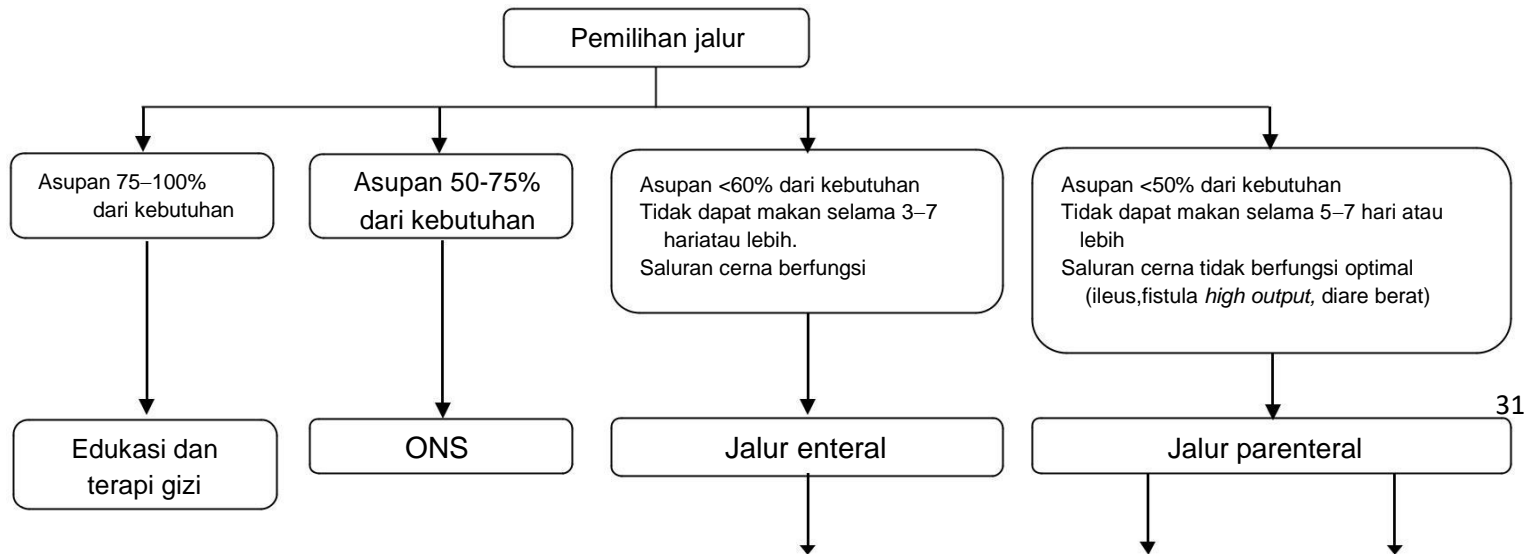 Pemilihan jalur
Asupan 75–100%
dari kebutuhan
Asupan 50-75%
dari kebutuhan
Asupan <60% dari kebutuhan
Tidak dapat makan selama 3–7
hariatau lebih.
Saluran cerna berfungsi
Asupan <50% dari kebutuhan
Tidak dapat makan selama 5–7 hari atau
lebih
Saluran cerna tidak berfungsi optimal
(ileus,fistula high output, diare berat)
31
Edukasi dan
terapi gizi
ONS
Jalur enteral
Jalur parenteral